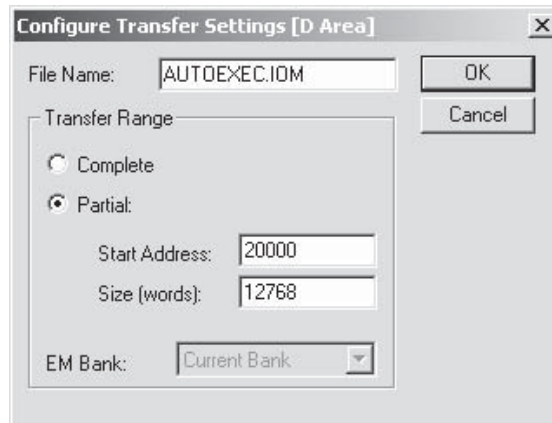 Configure Transfer Settings [D Area]
File Name: AUTOEXEC.IOM
OK
Cancel
Transfer Range
Complete
Partial:
Start Address: 20000
Size (words): 12768
EM Bank: Current Bank